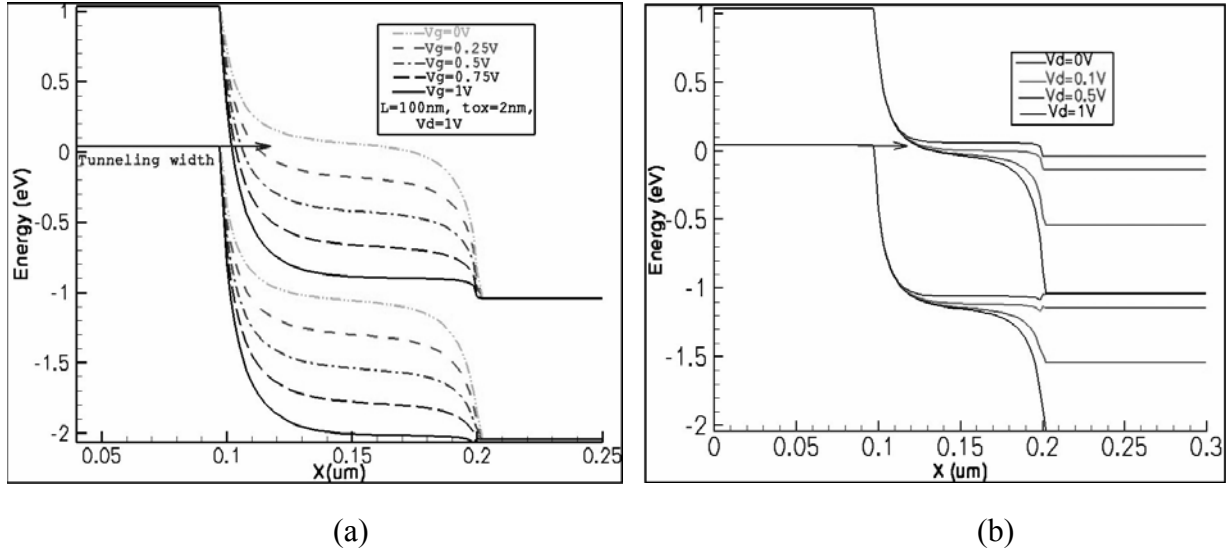 Vg=0V
Vg=0.25V
Vg=0.5V
Vg=0.75V
Vg=1V
L=100nm, tox=2nm,
Vd=1V
Tunneling width
Energy (eV)
1
0.5
0
-0.5
-1
-1.5
-2
0.05
0.1
0.15
0.2
0.25
X(um)
(a)
Vd=0V
Vd=0.1V
Vd=0.5V
Vd=1V
Energy (eV)
1
0.5
0
-0.5
-1
-1.5
-2
0
0.05
0.1
0.15
0.2
0.25
0.3
X(um)
(b)